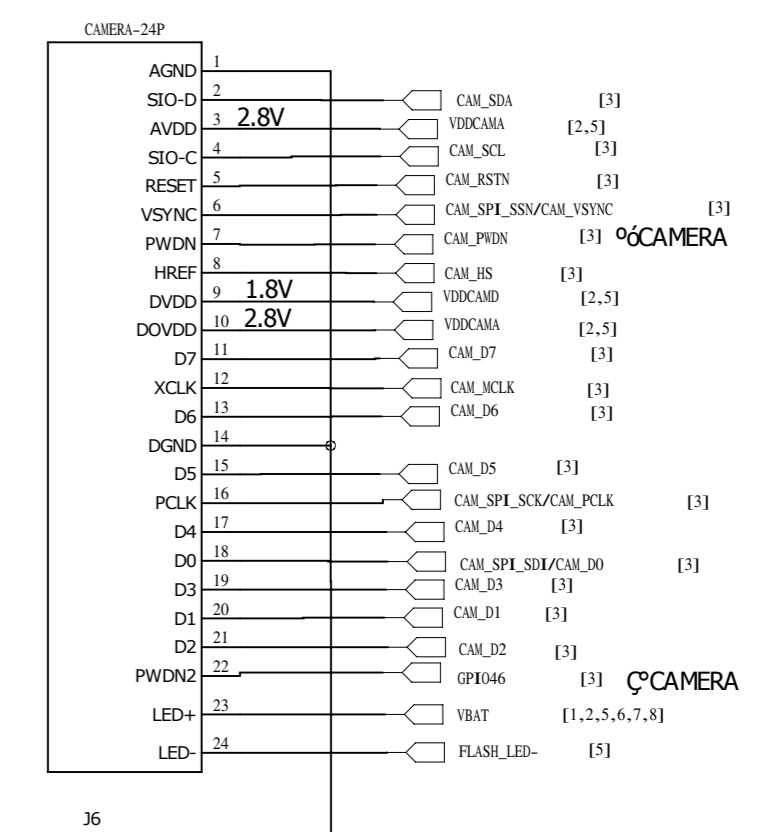 CAMERA-24P
AGND 1
SIO-D 2 CAM_SDA [3]
AVDD 3 2.8V VDDCAMA [2,5]
SIO-C 4 CAM_SCL [3]
RESET 5 CAM_RSTN [3]
VSYNC 6 CAM_SPI_SSN/CAM_VSYNC [3]
PWDN 7 CAM_PWDN [3] ºóCAMERA
HREF 8 CAM_HS [3]
DVDD 9 1.8V VDDCAMD [2,5]
DOVDD 10 2.8V VDDCAMA [2,5]
D7 11 CAM_D7 [3]
XCLK 12 CAM_MCLK [3]
D6 13 CAM_D6 [3]
DGND 14
D5 15 CAM_D5 [3]
PCLK 16 CAM_SPI_SCK/CAM_PCLK [3]
D4 17 CAM_D4 [3]
D0 18 CAM_SPI_SDI/CAM_D0 [3]
D3 19 CAM_D3 [3]
D1 20 CAM_D1 [3]
D2 21 CAM_D2 [3]
PWDN2 22 GPIO46 [3] ǰCAMERA
LED+ 23 VBAT [1,2,5,6,7,8]
LED- 24 FLASH_LED- [5]
J6